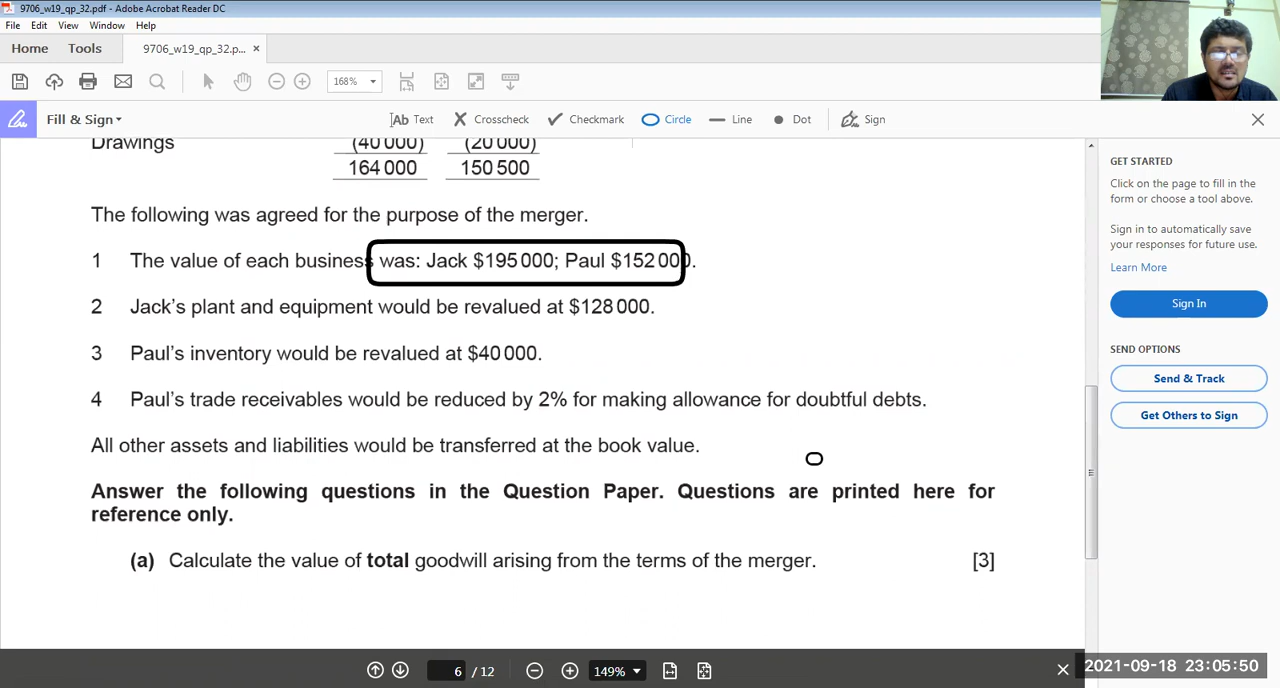 9706_w19_qp_32.pdf - Adobe Acrobat Reader DC
File Edit View Window Help
Home Tools 9706_w19_qp_32.p... ×
168%
Fill & Sign
Ab Text Crosscheck Checkmark Circle Line Dot Sign
Drawings (40 000) (20 000)
164 000 150 500
The following was agreed for the purpose of the merger.
1 The value of each business was: Jack $195 000; Paul $152 000.
2 Jack's plant and equipment would be revalued at $128 000.
3 Paul's inventory would be revalued at $40 000.
4 Paul's trade receivables would be reduced by 2% for making allowance for doubtful debts.
All other assets and liabilities would be transferred at the book value.
Answer the following questions in the Question Paper. Questions are printed here for
reference only.
(a) Calculate the value of total goodwill arising from the terms of the merger. [3]
GET STARTED
Click on the page to fill in the
form or choose a tool above.
Sign in to automatically save
your responses for future use.
Learn More
Sign In
SEND OPTIONS
Send & Track
Get Others to Sign
6 / 12 149%
2021-09-18 23:05:50